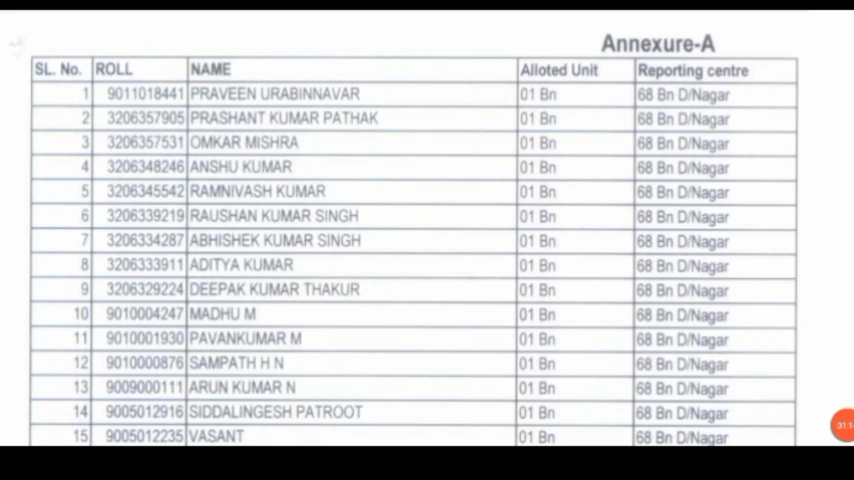 Annexure-A
SL. No. ROLL NAME Alloted Unit Reporting centre
1 9011018441 PRAVEEN URABINNAVAR 01 Bn 68 Bn D/Nagar
2 3206357905 PRASHANT KUMAR PATHAK 01 Bn 68 Bn D/Nagar
3 3206357531 OMKAR MISHRA 01 Bn 68 Bn D/Nagar
4 3206348246 ANSHU KUMAR 01 Bn 68 Bn D/Nagar
5 3206345542 RAMNIVASH KUMAR 01 Bn 68 Bn D/Nagar
6 3206339219 RAUSHAN KUMAR SINGH 01 Bn 68 Bn D/Nagar
7 3206334287 ABHISHEK KUMAR SINGH 01 Bn 68 Bn D/Nagar
8 3206333911 ADITYA KUMAR 01 Bn 68 Bn D/Nagar
9 3206329224 DEEPAK KUMAR THAKUR 01 Bn 68 Bn D/Nagar
10 9010004247 MADHU M 01 Bn 68 Bn D/Nagar
11 9010001930 PAVANKUMAR M 01 Bn 68 Bn D/Nagar
12 9010000876 SAMPATH H N 01 Bn 68 Bn D/Nagar
13 9009000111 ARUN KUMAR N 01 Bn 68 Bn D/Nagar
14 9005012916 SIDDALINGESH PATROOT 01 Bn 68 Bn D/Nagar
15 9005012235 VASANT 01 Bn 68 Bn D/Nagar